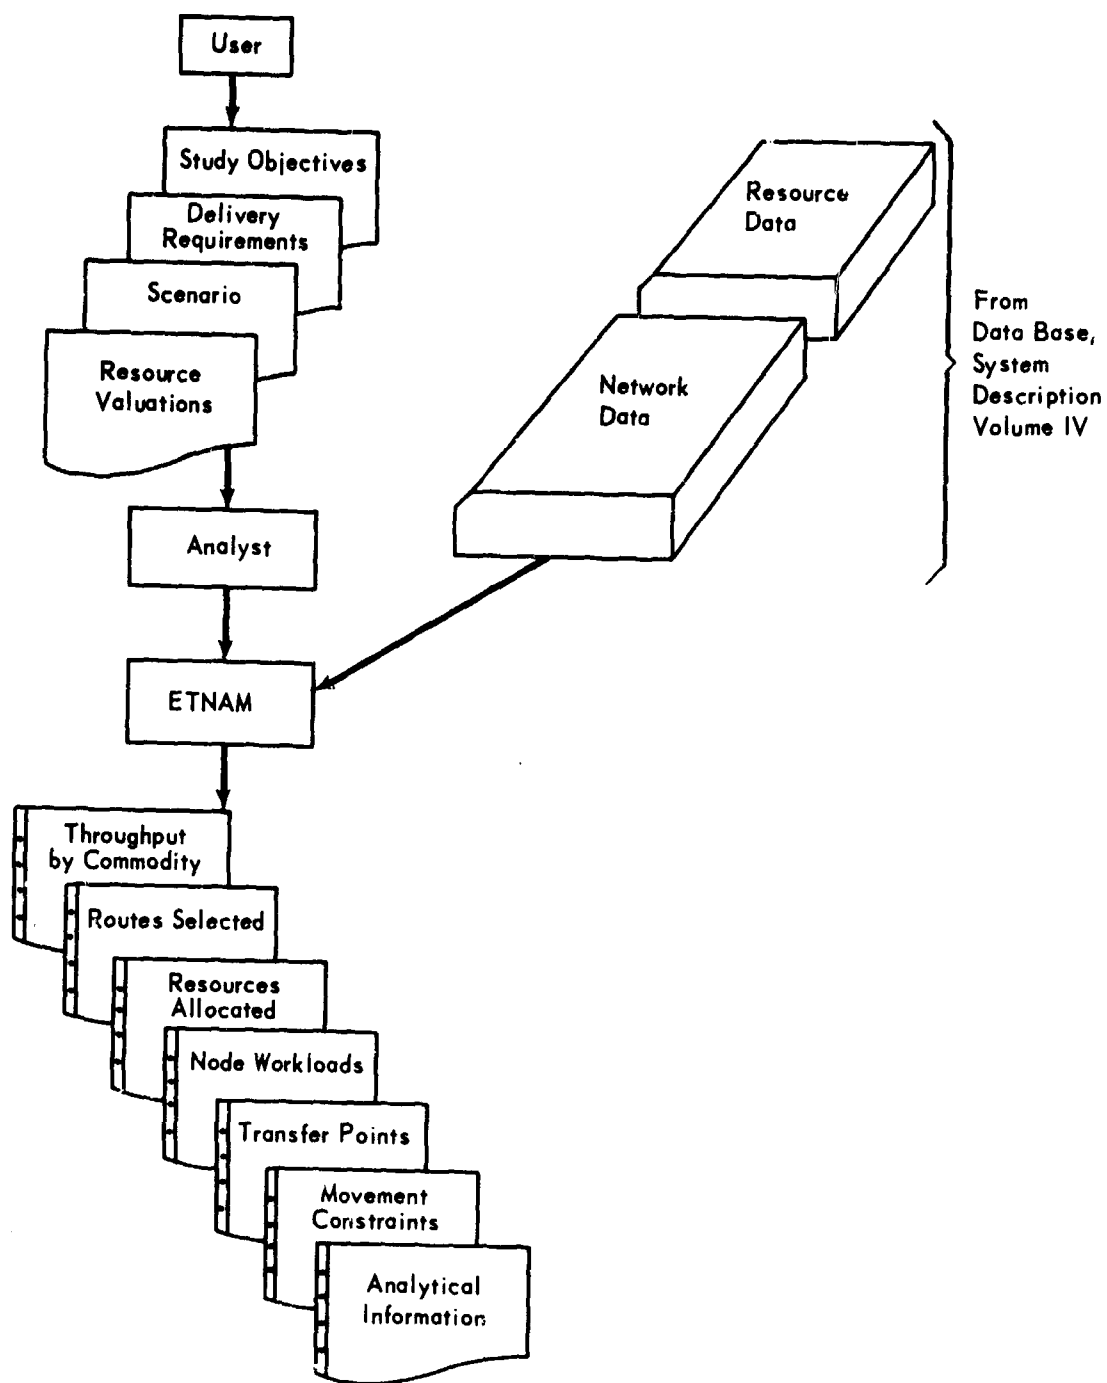 User
Study Objectives
Delivery
Requirements
Scenario
Resource
Valuations
Analyst
ETNAM
Resource
Data
Network
Data
From
Data Base,
System
Description
Volume IV
Throughput
by Commodity
Routes Selected
Resources
Allocated
Node Workloads
Transfer Points
Movement
Constraints
Analytical
Information